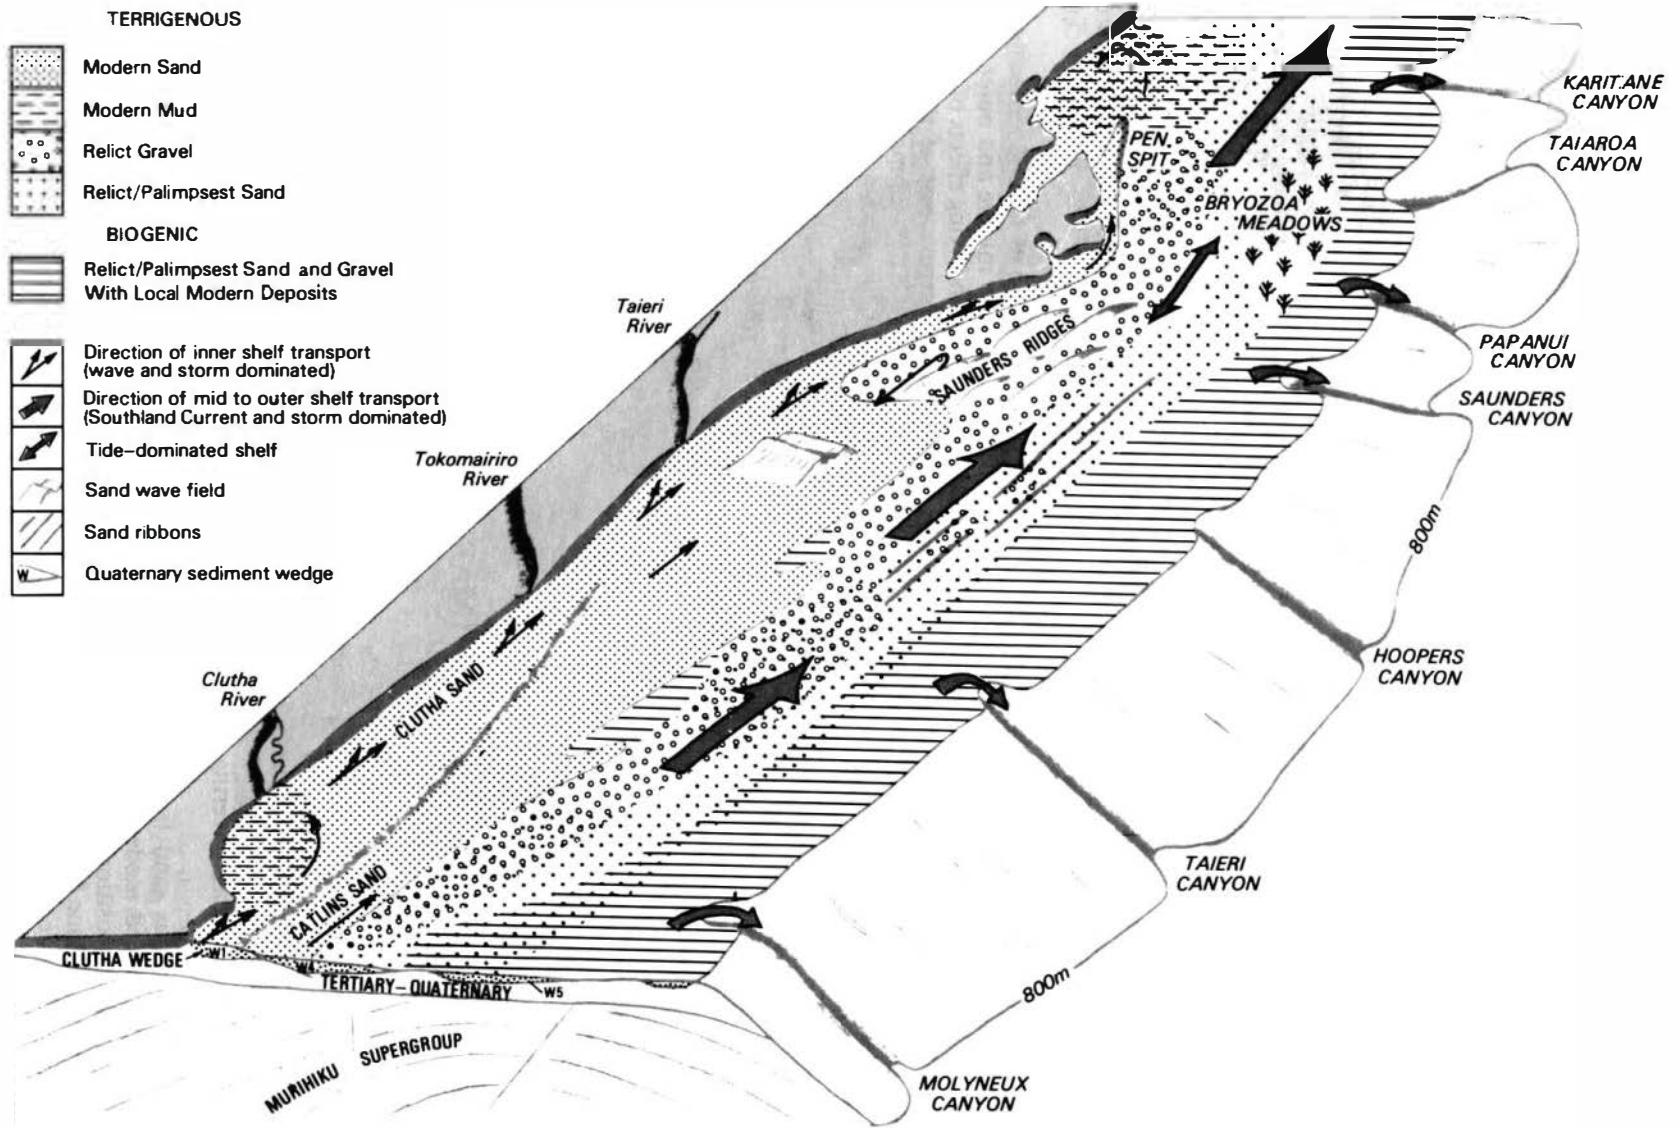 TERRIGENOUS
Modern Sand
Modern Mud
Relict Gravel
Relict/Palimpsest Sand
BIOGENIC
Relict/Palimpsest Sand and Gravel
With Local Modern Deposits
Direction of inner shelf transport
(wave and storm dominated)
Direction of mid to outer shelf transport
(Southland Current and storm dominated)
Tide-dominated shelf
Sand wave field
Sand ribbons
W
Quaternary sediment wedge
KARITANE
CANYON
TAIAROA
CANYON
PEN.
SPIT
BRYOZOA
MEADOWS
PAPANUI
CANYON
SAUNDERS
CANYON
Taieri
River
SAUNDERS RIDGES
Tokomairiro
River
800m
HOOPERS
CANYON
Clutha
River
CLUTHA SAND
TAIERI
CANYON
CATLINS SAND
CLUTHA WEDGE
W1
W4
TERTIARY-QUATERNARY
W5
800m
MURIHIKU SUPERGROUP
MOLYNEUX
CANYON